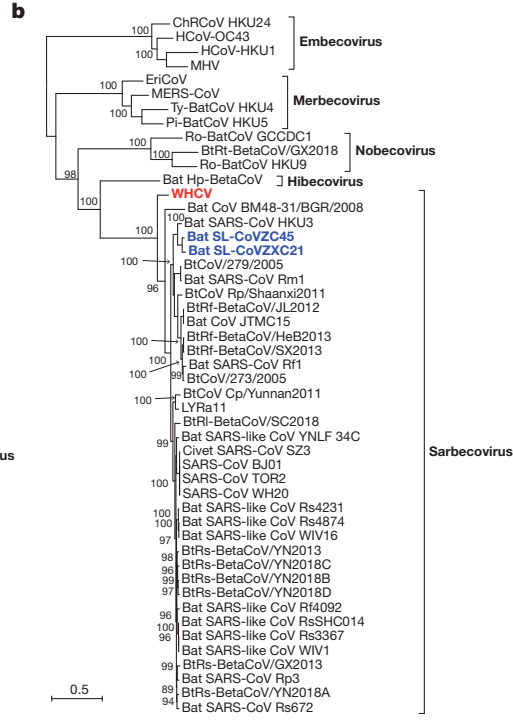 b
ChRCoV HKU24
HCoV-OC43
HCoV-HKU1
MHV
Embecovirus
100
100
EriCoV
MERS-CoV
Ty-BatCoV HKU4
Pi-BatCoV HKU5
Merbecovirus
100
100
Ro-BatCoV GCCDC1
BtRt-BetaCoV/GX2018
Ro-BatCoV HKU9
Nobecovirus
100
100
98
Bat Hp-BetaCoV
Hibecovirus
100
WHCV
Bat CoV BM48-31/BGR/2008
100
Bat SARS-CoV HKU3
Bat SL-CoVZC45
100
Bat SL-CoVZXC21
100
BtCoV/279/2005
Bat SARS-CoV Rm1
96
BtCoV Rp/Shaanxi2011
BtRf-BetaCoV/JL2012
Bat CoV JTMC15
BtRf-BetaCoV/HeB2013
100
BtRf-BetaCoV/SX2013
100
Bat SARS-CoV Rf1
100
99
BtCoV/273/2005
BtCoV Cp/Yunnan2011
100
LYRa11
BtRl-BetaCoV/SC2018
Bat SARS-like CoV YNLF 34C
99
Civet SARS-CoV SZ3
us
Sarbecovirus
SARS-CoV BJ01
SARS-CoV TOR2
100
SARS-CoV WH20
Bat SARS-like CoV Rs4231
100
Bat SARS-like CoV Rs4874
100
Bat SARS-like CoV WIV16
97
BtRs-BetaCoV/YN2013
98
BtRs-BetaCoV/YN2018C
96
BtRs-BetaCoV/YN2018B
99
BtRs-BetaCoV/YN2018D
97
Bat SARS-like CoV Rf4092
96
Bat SARS-like CoV RsSHC014
100
Bat SARS-like CoV Rs3367
96
Bat SARS-like CoV WIV1
BtRs-BetaCoV/GX2013
99
Bat SARS-CoV Rp3
89
BtRs-BetaCoV/YN2018A
94
Bat SARS-CoV Rs672
0.5